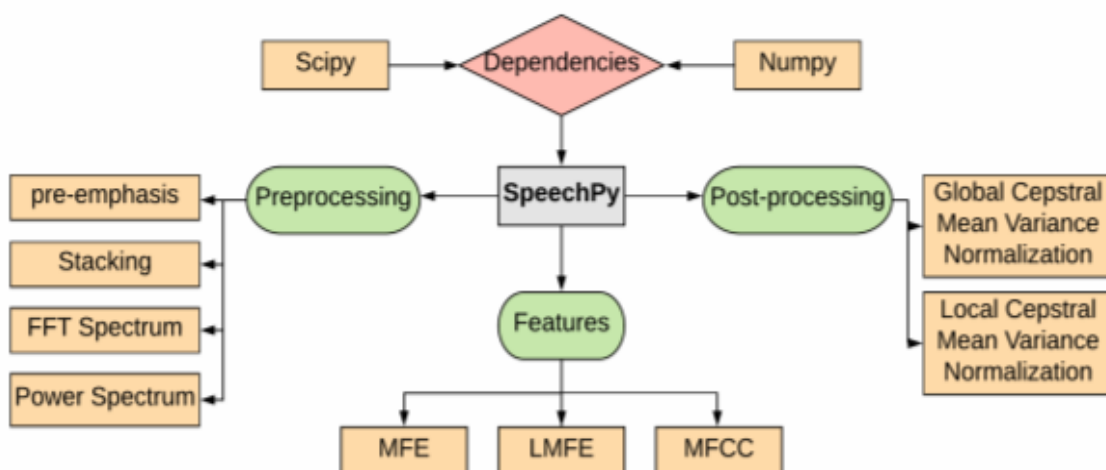 Scipy
Dependencies
Numpy
Preprocessing
SpeechPy
Post-processing
pre-emphasis
Stacking
FFT Spectrum
Power Spectrum
Global Cepstral
Mean Variance
Normalization
Local Cepstral
Mean Variance
Normalization
Features
MFE
LMFE
MFCC